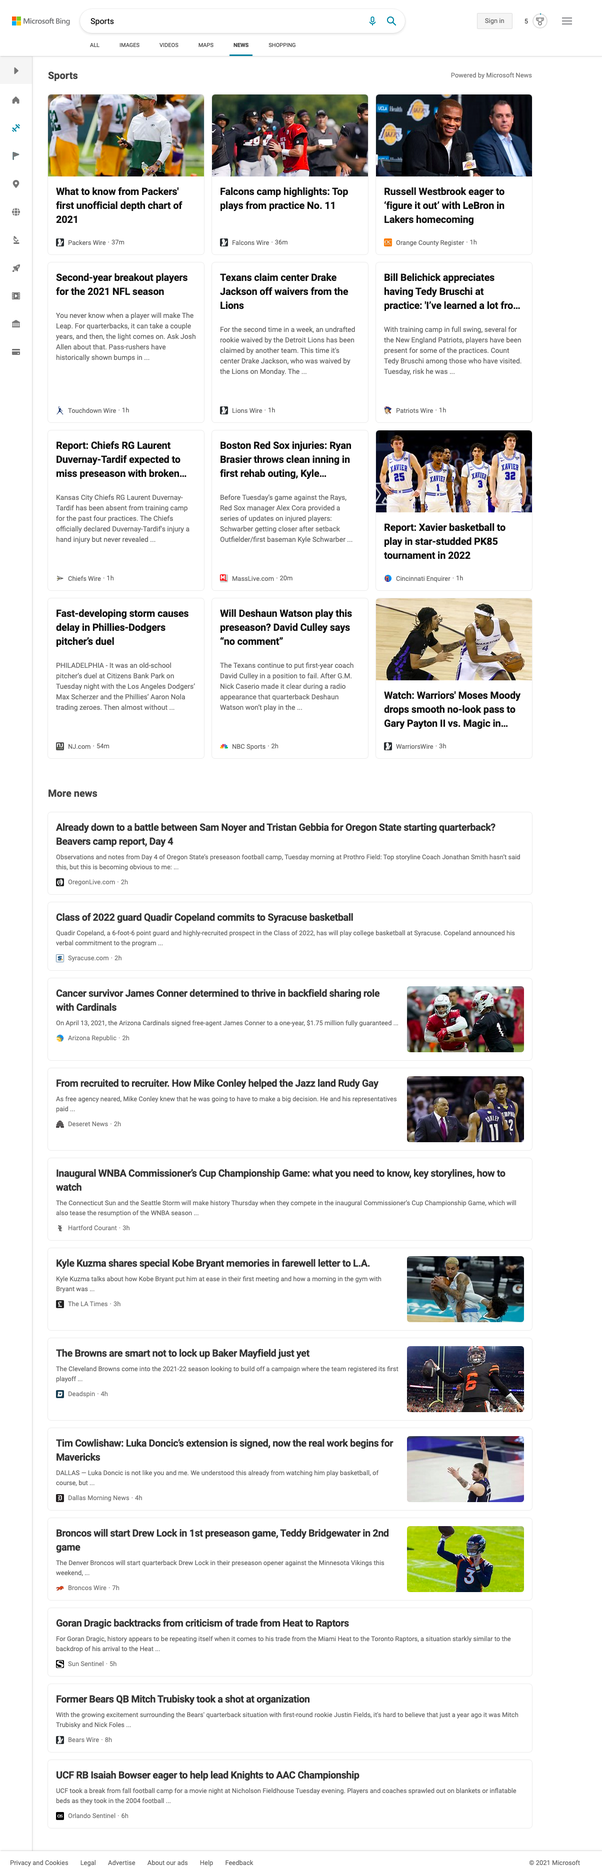 Microsoft Bing
Sports
Sign in
5
ALL
IMAGES
VIDEOS
MAPS
NEWS
SHOPPING
Sports
Powered by Microsoft News
What to know from Packers'
first unofficial depth chart of
2021
Packers Wire · 37m
Falcons camp highlights: Top
plays from practice No. 11
Falcons Wire · 36m
Russell Westbrook eager to
'figure it out' with LeBron in
Lakers homecoming
Orange County Register · 1h
Second-year breakout players
for the 2021 NFL season
You never know when a player will make The
Leap. For quarterbacks, it can take a couple
years, and then, the light comes on. Ask Josh
Allen about that. Pass-rushers have
historically shown bumps in ...
Touchdown Wire · 1h
Texans claim center Drake
Jackson off waivers from the
Lions
For the second time in a week, an undrafted
rookie waived by the Detroit Lions has been
claimed by another team. This time it's
center Drake Jackson, who was waived by
the Lions on Monday. The ...
Lions Wire · 1h
Bill Belichick appreciates
having Tedy Bruschi at
practice: 'I've learned a lot fro...
With training camp in full swing, several for
the New England Patriots, players have been
present for some of the practices. Count
Tedy Bruschi among those who have visited.
Tuesday, risk he was ...
Patriots Wire · 1h
Report: Chiefs RG Laurent
Duvernay-Tardif expected to
miss preseason with broken...
Kansas City Chiefs RG Laurent Duvernay-
Tardif has been absent from training camp
for the past four practices. The Chiefs
officially declared Duvernay-Tardif's injury a
hand injury but never revealed ...
Chiefs Wire · 1h
Boston Red Sox injuries: Ryan
Brasier throws clean inning in
first rehab outing, Kyle...
Before Tuesday's game against the Rays,
Red Sox manager Alex Cora provided a
series of updates on injured players:
Schwarber getting closer after setback
Outfielder/first baseman Kyle Schwarber ...
MassLive.com · 20m
XAVIER
25
XAVIER
1
XAVIER
3
XAVIER
32
Report: Xavier basketball to
play in star-studded PK85
tournament in 2022
Cincinnati Enquirer · 1h
Fast-developing storm causes
delay in Phillies-Dodgers
pitcher's duel
PHILADELPHIA - It was an old-school
pitcher's duel at Citizens Bank Park on
Tuesday night with the Los Angeles Dodgers'
Max Scherzer and the Phillies' Aaron Nola
trading zeroes. Then almost without ...
NJ.com · 54m
Will Deshaun Watson play this
preseason? David Culley says
"no comment"
The Texans continue to put first-year coach
David Culley in a position to fail. After G.M.
Nick Caserio made it clear during a radio
appearance that quarterback Deshaun
Watson won't play in the ...
NBC Sports · 2h
Watch: Warriors' Moses Moody
drops smooth no-look pass to
Gary Payton II vs. Magic in...
WarriorsWire · 3h
More news
Already down to a battle between Sam Noyer and Tristan Gebbia for Oregon State starting quarterback?
Beavers camp report, Day 4
Observations and notes from Day 4 of Oregon State's preseason football camp, Tuesday morning at Prothro Field: Top storyline Coach Jonathan Smith hasn't said
this, but this is becoming obvious to me: ...
OregonLive.com · 2h
Class of 2022 guard Quadir Copeland commits to Syracuse basketball
Quadir Copeland, a 6-foot-6 point guard and highly-recruited prospect in the Class of 2022, has will play college basketball at Syracuse. Copeland announced his
verbal commitment to the program ...
Syracuse.com · 2h
Cancer survivor James Conner determined to thrive in backfield sharing role
with Cardinals
On April 13, 2021, the Arizona Cardinals signed free-agent James Conner to a one-year, $1.75 million fully guaranteed ...
Arizona Republic · 2h
From recruited to recruiter. How Mike Conley helped the Jazz land Rudy Gay
As free agency neared, Mike Conley knew that he was going to have to make a big decision. He and his representatives
paid ...
Deseret News · 2h
Inaugural WNBA Commissioner's Cup Championship Game: what you need to know, key storylines, how to
watch
The Connecticut Sun and the Seattle Storm will make history Thursday when they compete in the inaugural Commissioner's Cup Championship Game, which will
also tease the resumption of the WNBA season ...
Hartford Courant · 3h
Kyle Kuzma shares special Kobe Bryant memories in farewell letter to L.A.
Kyle Kuzma talks about how Kobe Bryant put him at ease in their first meeting and how a morning in the gym with
Bryant was ...
The LA Times · 3h
The Browns are smart not to lock up Baker Mayfield just yet
The Cleveland Browns come into the 2021-22 season looking to build off a campaign where the team registered its first
playoff ...
Deadspin · 4h
6
Tim Cowlishaw: Luka Doncic's extension is signed, now the real work begins for
Mavericks
DALLAS — Luka Doncic is not like you and me. We understood this already from watching him play basketball, of
course, but ...
Dallas Morning News · 4h
Broncos will start Drew Lock in 1st preseason game, Teddy Bridgewater in 2nd
game
The Denver Broncos will start quarterback Drew Lock in their preseason opener against the Minnesota Vikings this
weekend, ...
Broncos Wire · 7h
3
Goran Dragic backtracks from criticism of trade from Heat to Raptors
For Goran Dragic, history appears to be repeating itself when it comes to his trade from the Miami Heat to the Toronto Raptors, a situation starkly similar to the
backdrop of his arrival to the Heat ...
Sun Sentinel · 5h
Former Bears QB Mitch Trubisky took a shot at organization
With the growing excitement surrounding the Bears' quarterback situation with first-round rookie Justin Fields, it's hard to believe that just a year ago it was Mitch
Trubisky and Nick Foles ...
Bears Wire · 8h
UCF RB Isaiah Bowser eager to help lead Knights to AAC Championship
UCF took a break from fall football camp for a movie night at Nicholson Fieldhouse Tuesday evening. Players and coaches sprawled out on blankets or inflatable
beds as they took in the 2004 football ...
Orlando Sentinel · 6h
Privacy and Cookies
Legal
Advertise
About our ads
Help
Feedback
© 2021 Microsoft